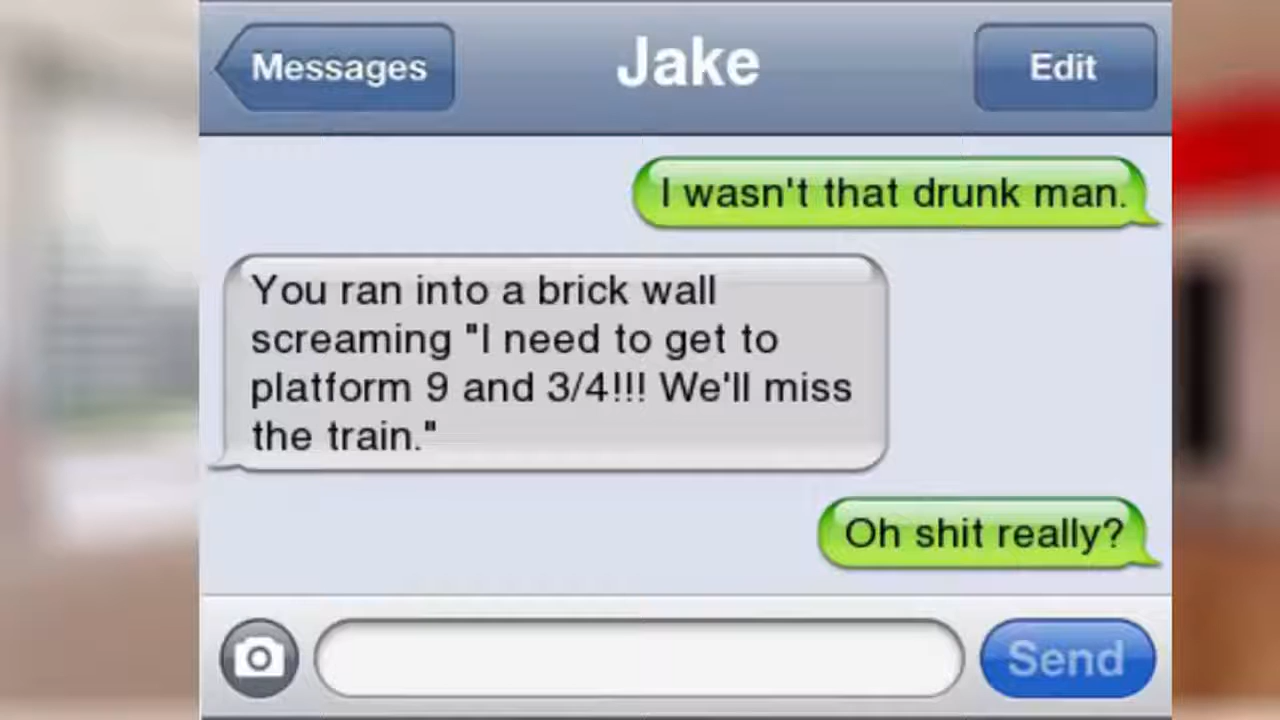 Messages
Jake
Edit
I wasn't that drunk man.
You ran into a brick wall
screaming "I need to get to
platform 9 and 3/4!!! We'll miss
the train."
Oh shit really?
Send